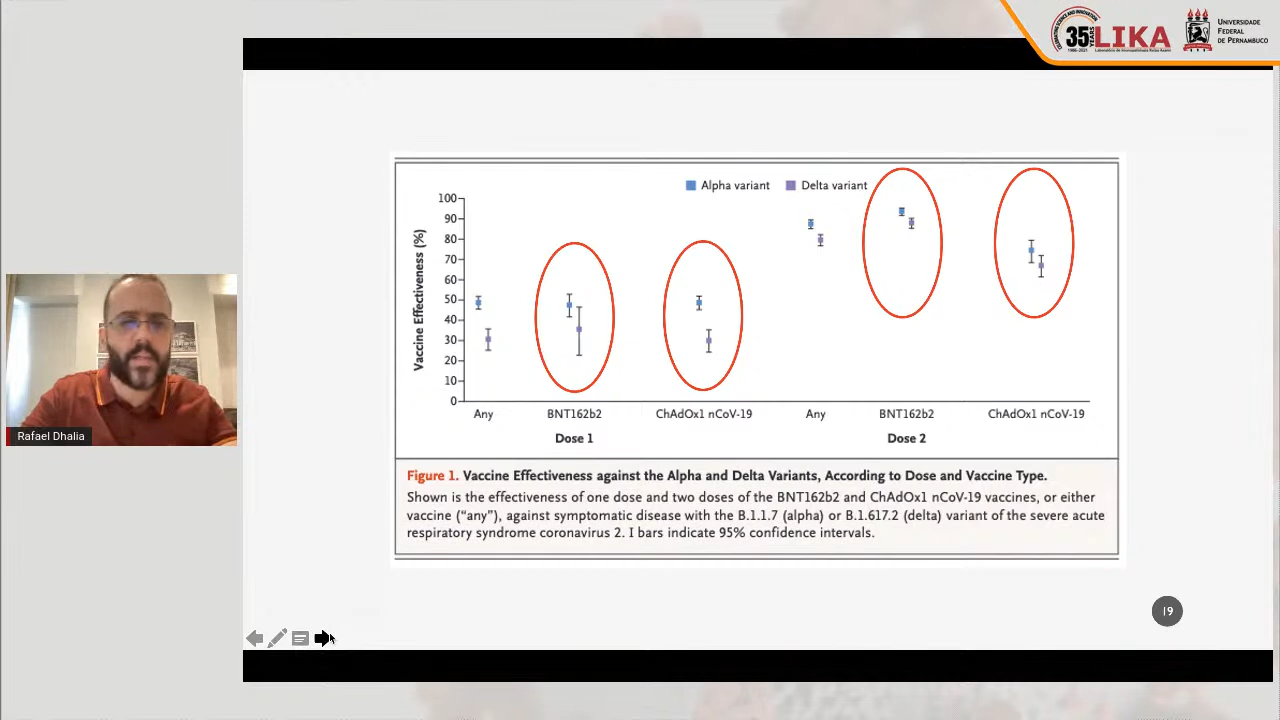 35
LIKA
1986-2021
UNIVERSIDADE
FEDERAL
DE PERNAMBUCO
Alpha variant
Delta variant
Vaccine Effectiveness (%)
100
90
80
70
60
50
40
30
20
10
0
Any
BNT162b2
ChAdOx1 nCoV-19
Any
BNT162b2
ChAdOx1 nCoV-19
Dose 1
Dose 2
Figure 1. Vaccine Effectiveness against the Alpha and Delta Variants, According to Dose and Vaccine Type.
Shown is the effectiveness of one dose and two doses of the BNT162b2 and ChAdOx1 nCoV-19 vaccines, or either
vaccine (“any”), against symptomatic disease with the B.1.1.7 (alpha) or B.1.617.2 (delta) variant of the severe acute
respiratory syndrome coronavirus 2. I bars indicate 95% confidence intervals.
Rafael Dhalia
19